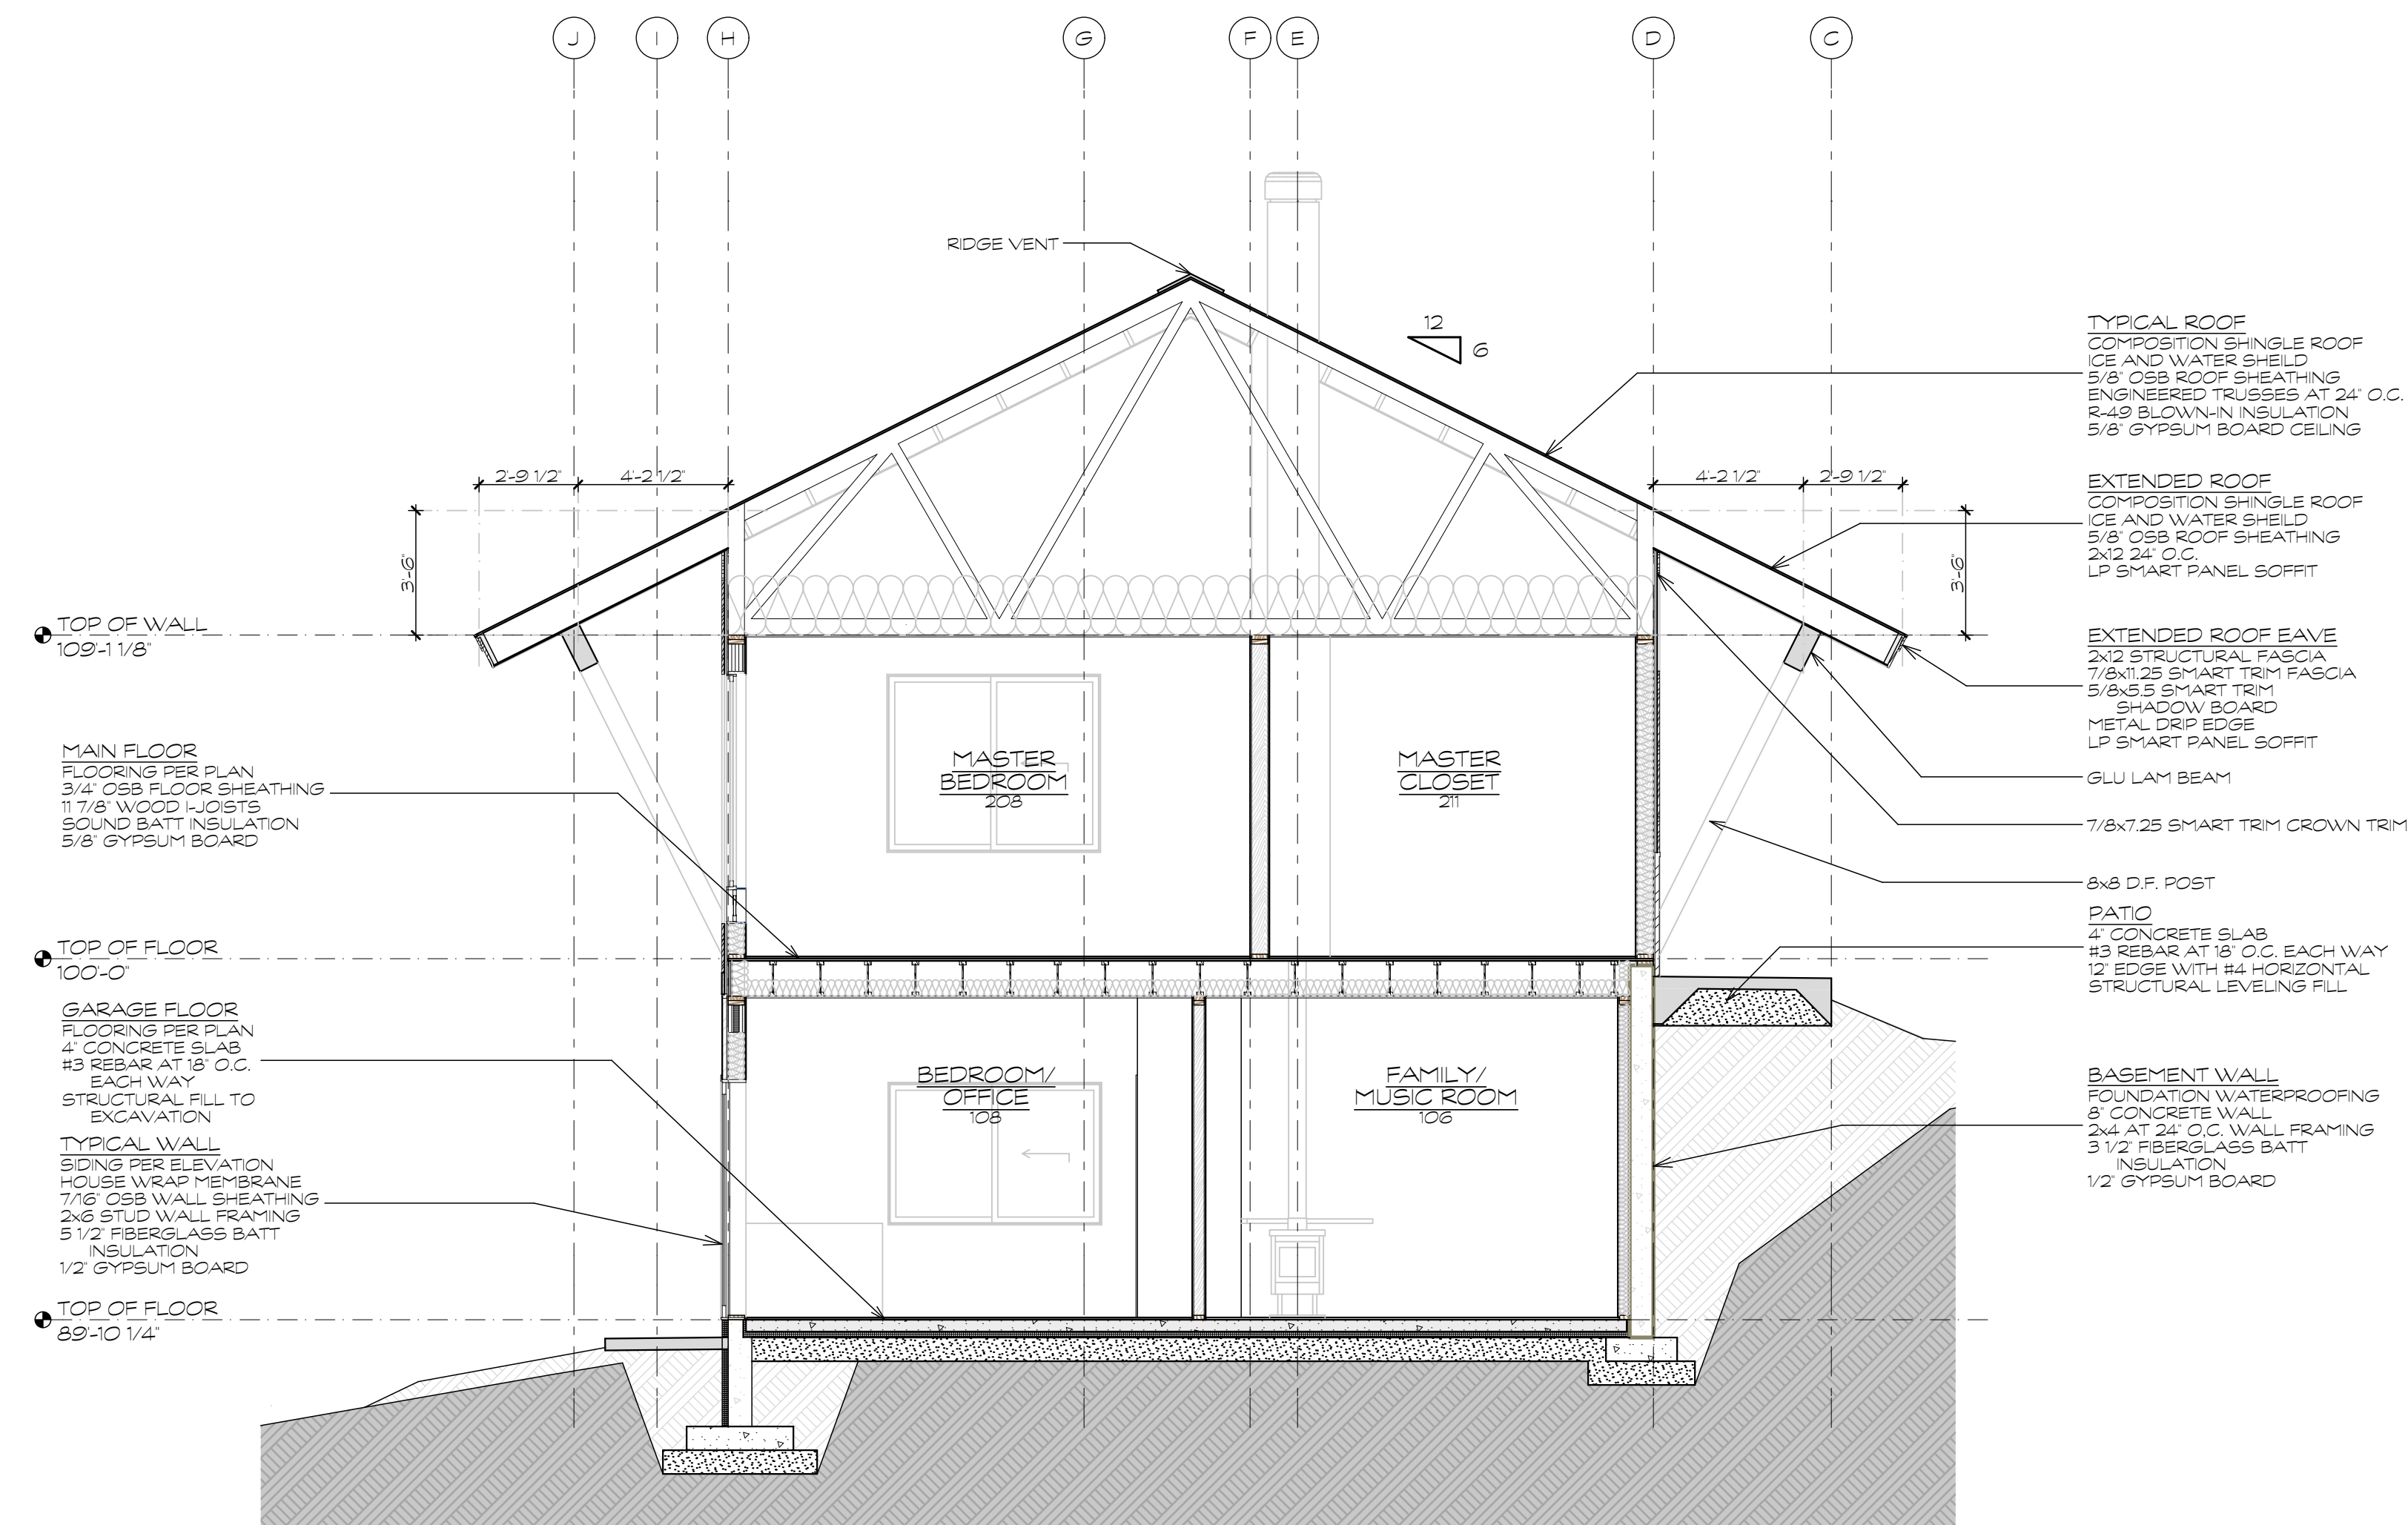 J
I
H
G
F
E
D
C
RIDGE VENT
12
6
2'-9 1/2"
4'-2 1/2"
4'-2 1/2"
2'-9 1/2"
3'-6"
3'-6"
TOP OF WALL
109'-1 1/8"
MAIN FLOOR
FLOORING PER PLAN
3/4" OSB FLOOR SHEATHING
11 7/8" WOOD I-JOISTS
SOUND BATT INSULATION
5/8" GYPSUM BOARD
TOP OF FLOOR
100'-0"
GARAGE FLOOR
FLOORING PER PLAN
4" CONCRETE SLAB
#3 REBAR AT 18" O.C.
EACH WAY
STRUCTURAL FILL TO
EXCAVATION
TYPICAL WALL
SIDING PER ELEVATION
HOUSE WRAP MEMBRANE
7/16" OSB WALL SHEATHING
2x6 STUD WALL FRAMING
5 1/2" FIBERGLASS BATT
INSULATION
1/2" GYPSUM BOARD
TOP OF FLOOR
89'-10 1/4"
MASTER
BEDROOM
208
MASTER
CLOSET
211
BEDROOM/
OFFICE
108
FAMILY/
MUSIC ROOM
106
TYPICAL ROOF
COMPOSITION SHINGLE ROOF
ICE AND WATER SHEILD
5/8" OSB ROOF SHEATHING
ENGINEERED TRUSSES AT 24" O.C.
R-49 BLOWN-IN INSULATION
5/8" GYPSUM BOARD CEILING
EXTENDED ROOF
COMPOSITION SHINGLE ROOF
ICE AND WATER SHEILD
5/8" OSB ROOF SHEATHING
2x12 24" O.C.
LP SMART PANEL SOFFIT
EXTENDED ROOF EAVE
2x12 STRUCTURAL FASCIA
7/8x11.25 SMART TRIM FASCIA
5/8x5.5 SMART TRIM
SHADOW BOARD
METAL DRIP EDGE
LP SMART PANEL SOFFIT
GLU LAM BEAM
7/8x7.25 SMART TRIM CROWN TRIM
8x8 D.F. POST
PATIO
4" CONCRETE SLAB
#3 REBAR AT 18" O.C. EACH WAY
12" EDGE WITH #4 HORIZONTAL
STRUCTURAL LEVELING FILL
BASEMENT WALL
FOUNDATION WATERPROOFING
8" CONCRETE WALL
2x4 AT 24" O.C. WALL FRAMING
3 1/2" FIBERGLASS BATT
INSULATION
1/2" GYPSUM BOARD